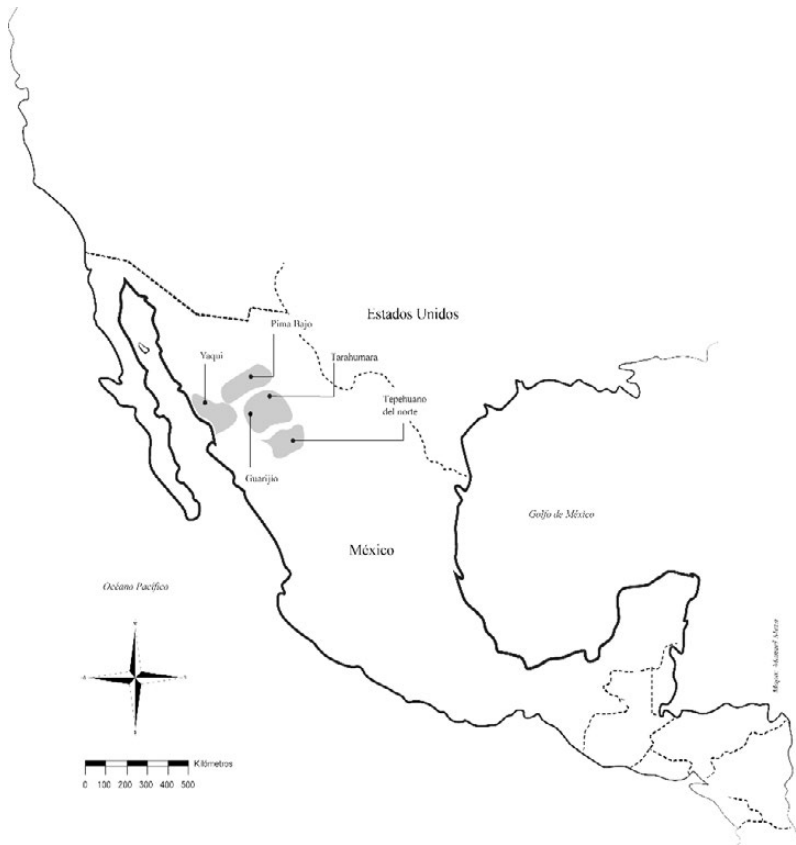 Estados Unidos
Pima Bajo
Yaqui
Tarahumara
Tepehuano
del norte
Guarijío
Golfo de México
México
Océano Pacífico
Kilómetros
0 100 200 300 400 500